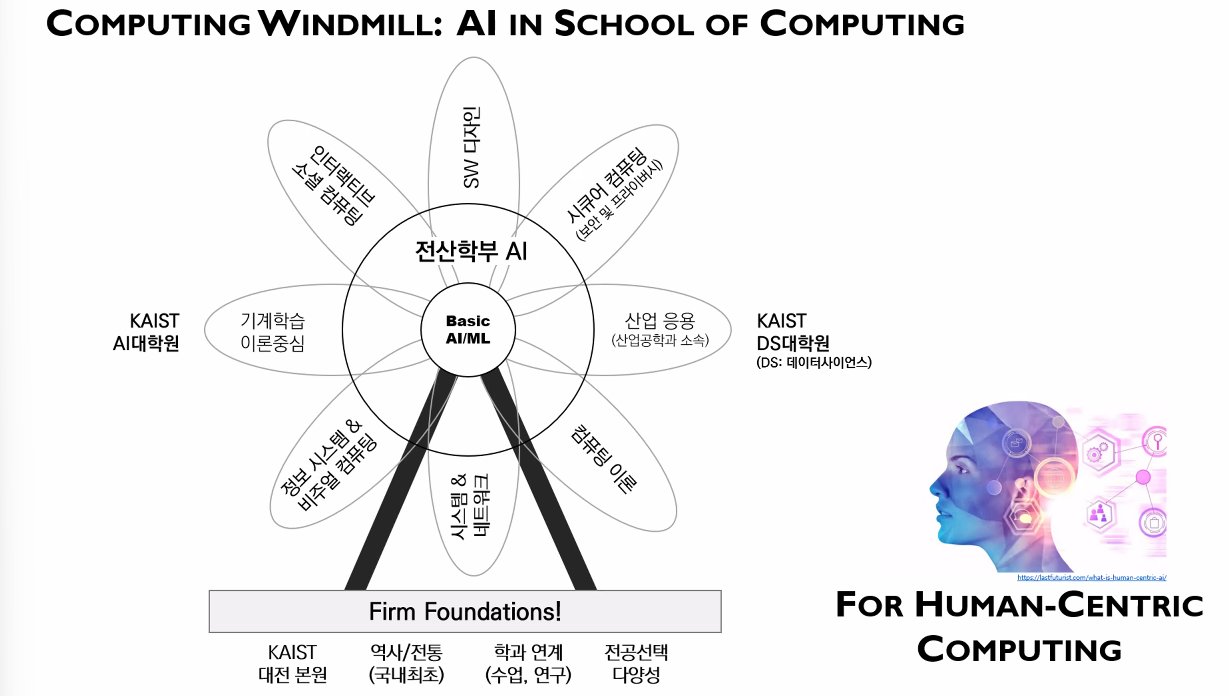 COMPUTING WINDMILL: AI IN SCHOOL OF COMPUTING
SW 디자인
인터랙티브
소셜 컴퓨팅
시큐어 컴퓨팅
(보안 및 프라이버시)
전산학부 AI
KAIST
AI대학원
기계학습
이론중심
Basic
AI/ML
산업 응용
(산업공학과 소속)
KAIST
DS대학원
(DS: 데이터사이언스)
정보 시스템 &
비주얼 컴퓨팅
시스템 &
네트워크
컴퓨팅 이론
Firm Foundations!
KAIST
대전 본원
역사/전통
(국내최초)
학과 연계
(수업, 연구)
전공선택
다양성
https://lastfuturist.com/what-is-human-centric-ai/
FOR HUMAN-CENTRIC
COMPUTING